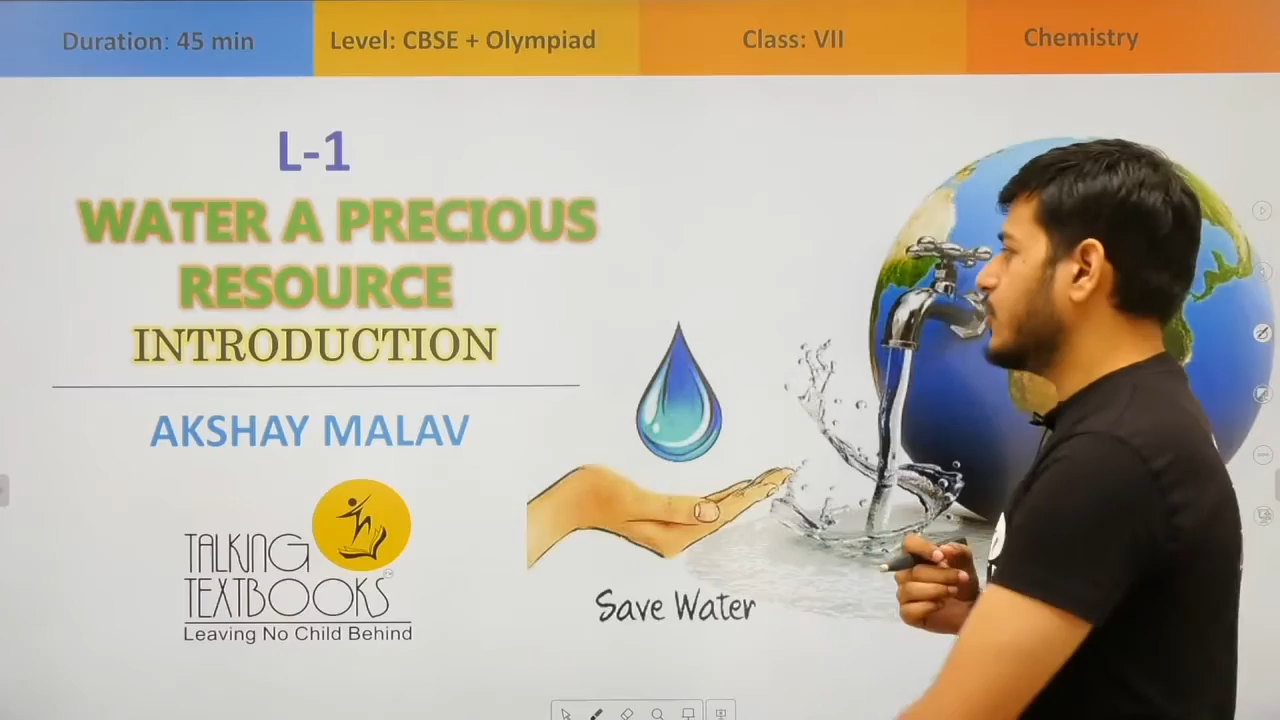 Duration: 45 min
Level: CBSE + Olympiad
Class: VII
Chemistry
L-1
WATER A PRECIOUS
RESOURCE
INTRODUCTION
AKSHAY MALAV
TALKING
TEXTBOOKS
TM
Leaving No Child Behind
Save Water